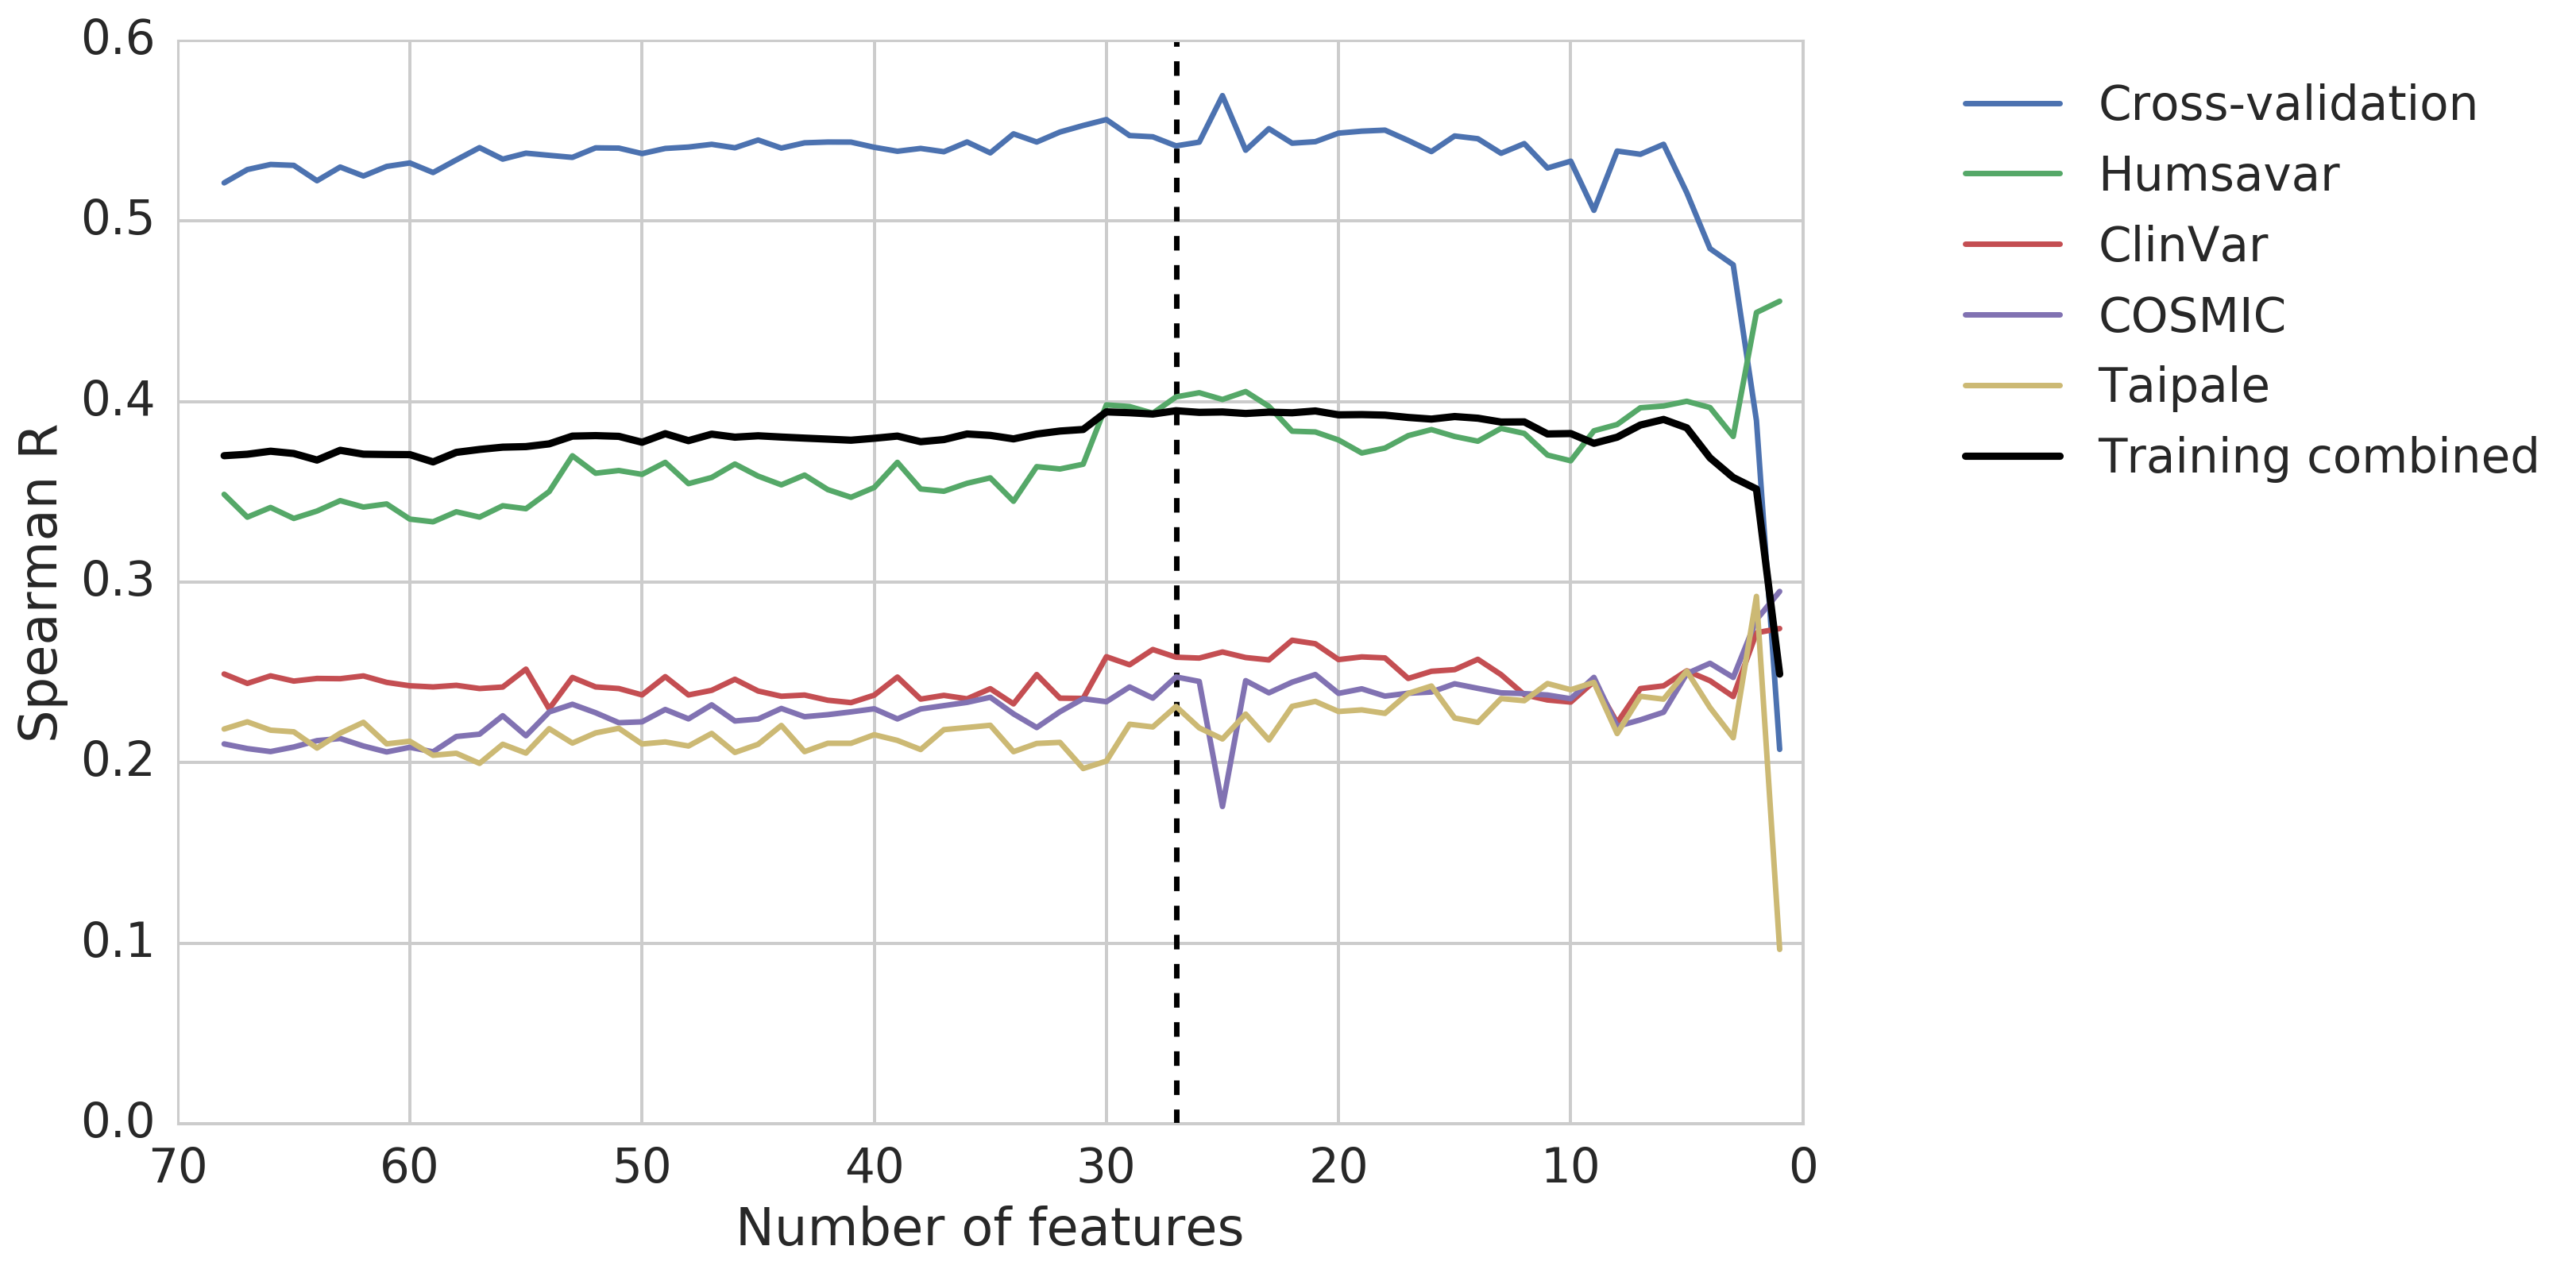 0.6
0.5
0.4
0.3
0.2
0.1
0.0
Spearman R
70 60 50 40 30 20 10 0
Number of features
Cross-validation
Humsavar
ClinVar
COSMIC
Taipale
Training combined